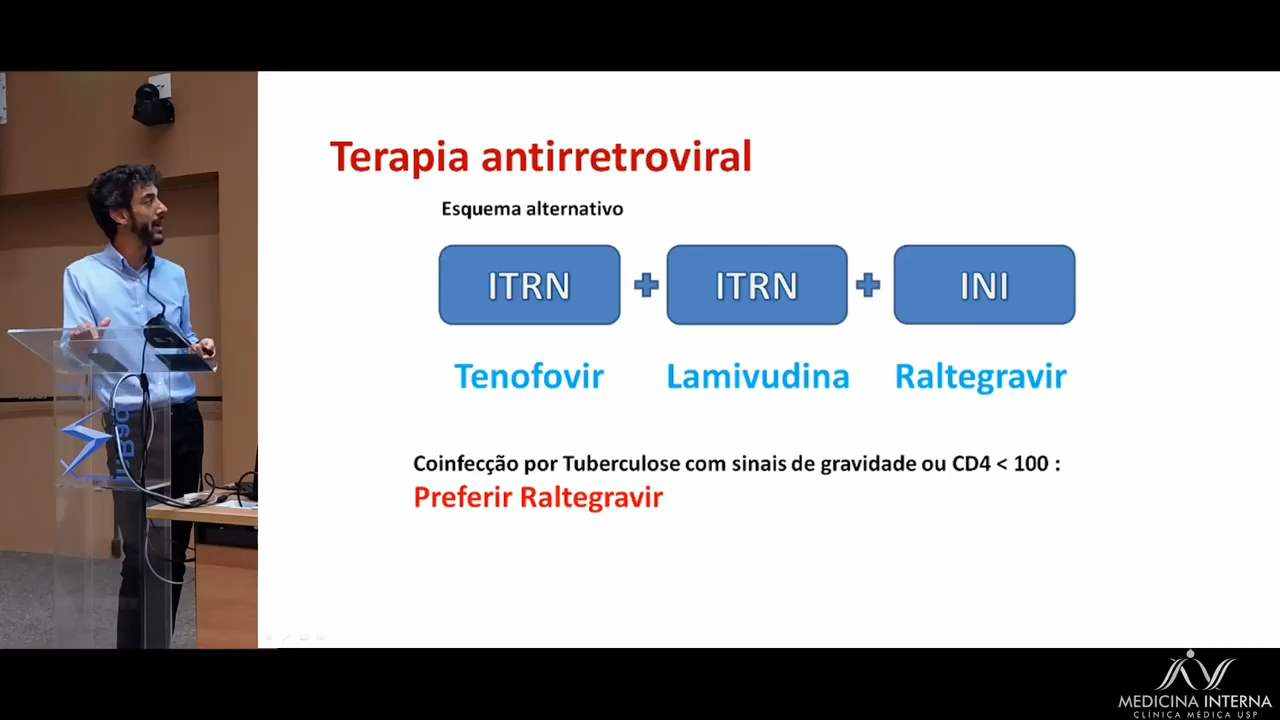 Terapia antirretroviral
Esquema alternativo
ITRN + ITRN + INI
Tenofovir Lamivudina Raltegravir
Coinfecção por Tuberculose com sinais de gravidade ou CD4 < 100 :
Preferir Raltegravir
MEDICINA INTERNA
CLÍNICA MÉDICA USP